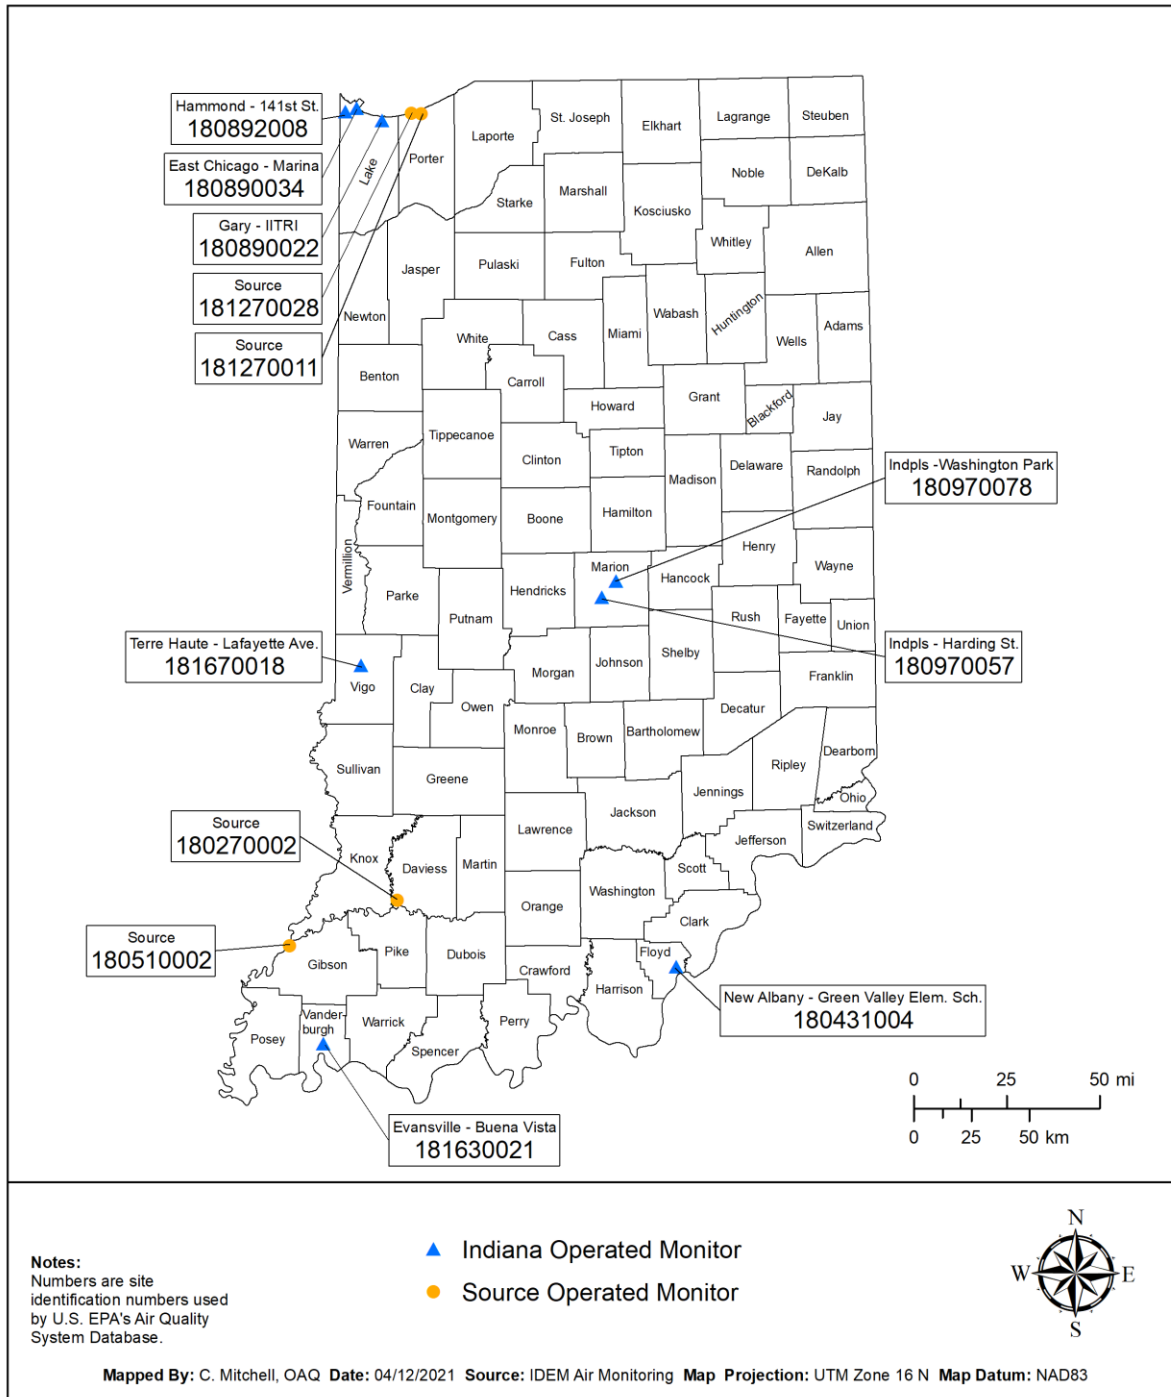 Hammond - 141st St.
180892008
East Chicago - Marina
180890034
Gary - IITRI
180890022
Source
181270028
Source
181270011
Lake
Porter
Laporte
St. Joseph
Elkhart
Lagrange
Steuben
Noble
DeKalb
Starke
Marshall
Kosciusko
Whitley
Allen
Newton
Jasper
Pulaski
Fulton
Wabash
Huntington
Wells
Adams
White
Cass
Miami
Benton
Carroll
Howard
Grant
Blackford
Jay
Warren
Tippecanoe
Clinton
Tipton
Madison
Delaware
Randolph
Indpls -Washington Park
180970078
Fountain
Montgomery
Boone
Hamilton
Henry
Wayne
Vermillion
Parke
Putnam
Hendricks
Marion
Hancock
Rush
Fayette
Union
Indpls - Harding St.
180970057
Terre Haute - Lafayette Ave.
181670018
Vigo
Clay
Owen
Morgan
Johnson
Shelby
Franklin
Decatur
Sullivan
Greene
Monroe
Brown
Bartholomew
Jennings
Ripley
Dearborn
Ohio
Switzerland
Source
180270002
Knox
Daviess
Martin
Lawrence
Jackson
Jefferson
Scott
Washington
Orange
Clark
Source
180510002
Gibson
Pike
Dubois
Crawford
Harrison
Floyd
New Albany - Green Valley Elem. Sch.
180431004
Posey
Vander-
burgh
Warrick
Spencer
Perry
Evansville - Buena Vista
181630021
0 25 50 mi
0 25 50 km
Notes:
Numbers are site
identification numbers used
by U.S. EPA's Air Quality
System Database.
Indiana Operated Monitor
Source Operated Monitor
N
W E
S
Mapped By: C. Mitchell, OAQ Date: 04/12/2021 Source: IDEM Air Monitoring Map Projection: UTM Zone 16 N Map Datum: NAD83